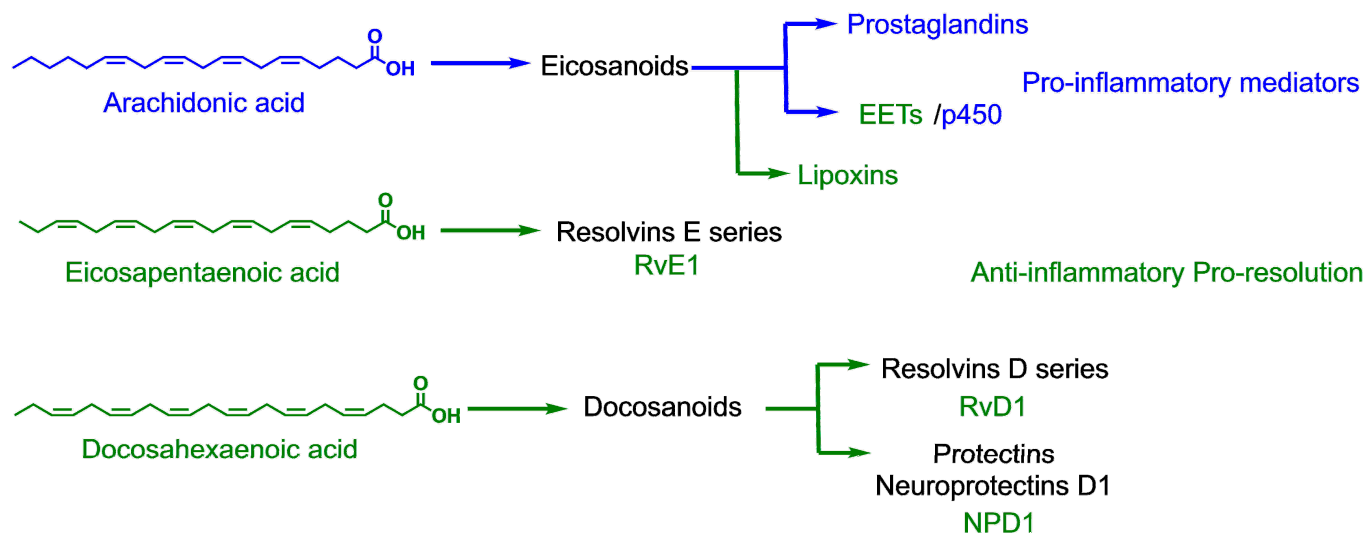 O
OH
Arachidonic acid
Eicosanoids
Prostaglandins
Pro-inflammatory mediators
EETs /p450
Lipoxins
O
OH
Eicosapentaenoic acid
Resolvins E series
RvE1
Anti-inflammatory Pro-resolution
O
OH
Docosahexaenoic acid
Docosanoids
Resolvins D series
RvD1
Protectins
Neuroprotectins D1
NPD1